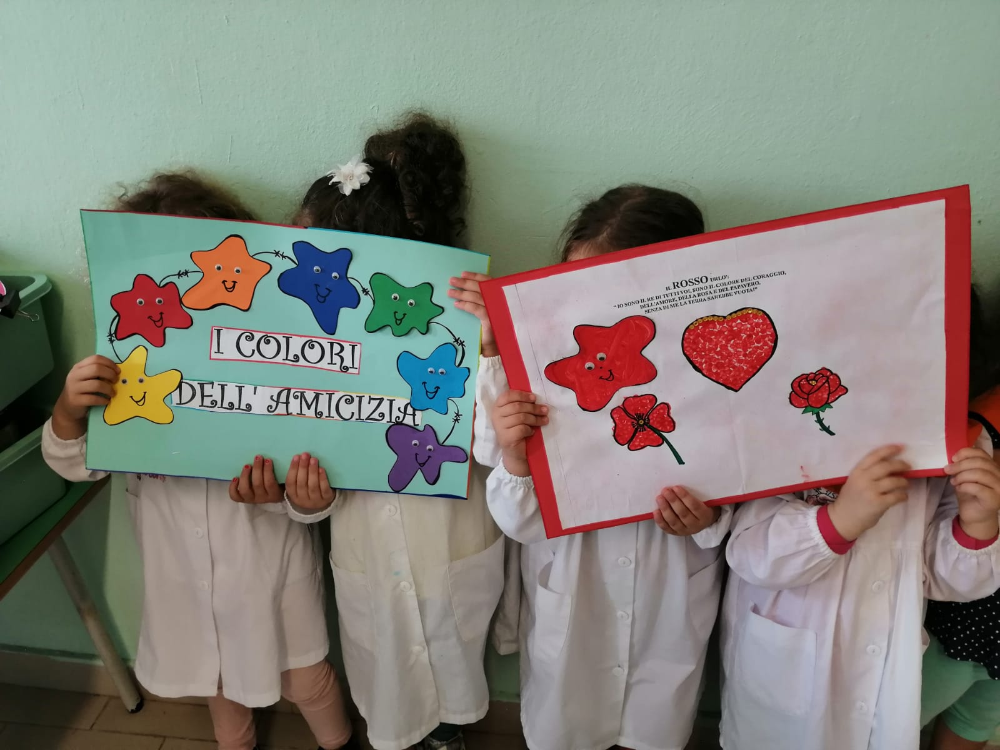 I COLORI
DELL' AMICIZIA
IL ROSSO URLO':
" IO SONO IL RE DI TUTTI VOI, SONO IL COLORE DEL CORAGGIO,
DELL'AMORE, DELLA ROSA E DEL PAPAVERO.
SENZA DI ME LA TERRA SAREBBE VUOTA!"